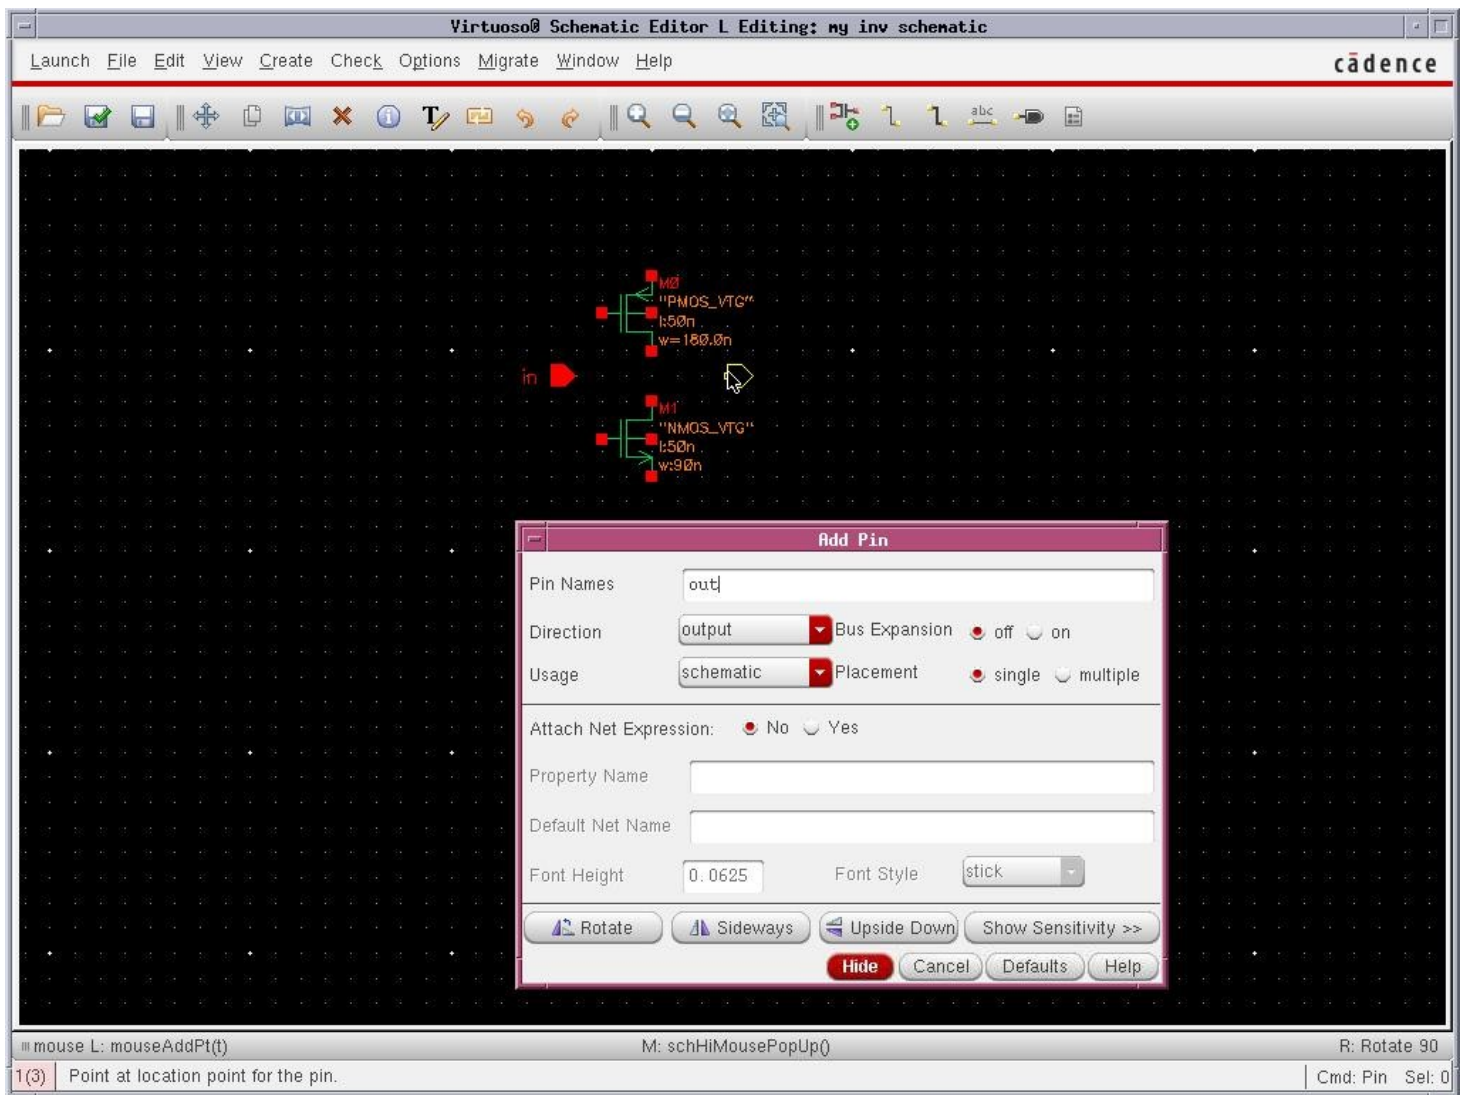 Virtuoso® Schematic Editor L Editing: my inv schematic
Launch File Edit View Create Check Options Migrate Window Help
cādence
T
abc
M0
"PMOS_VTG"
l:50n
w=180.0n
in
M1
"NMOS_VTG"
l:50n
w:90n
Add Pin
Pin Names out
Direction output Bus Expansion off on
Usage schematic Placement single multiple
Attach Net Expression: No Yes
Property Name
Default Net Name
Font Height 0.0625 Font Style stick
Rotate Sideways Upside Down Show Sensitivity >>
Hide Cancel Defaults Help
mouse L: mouseAddPt(t) M: schHiMousePopUp() R: Rotate 90
1(3) Point at location point for the pin. Cmd: Pin Sel: 0